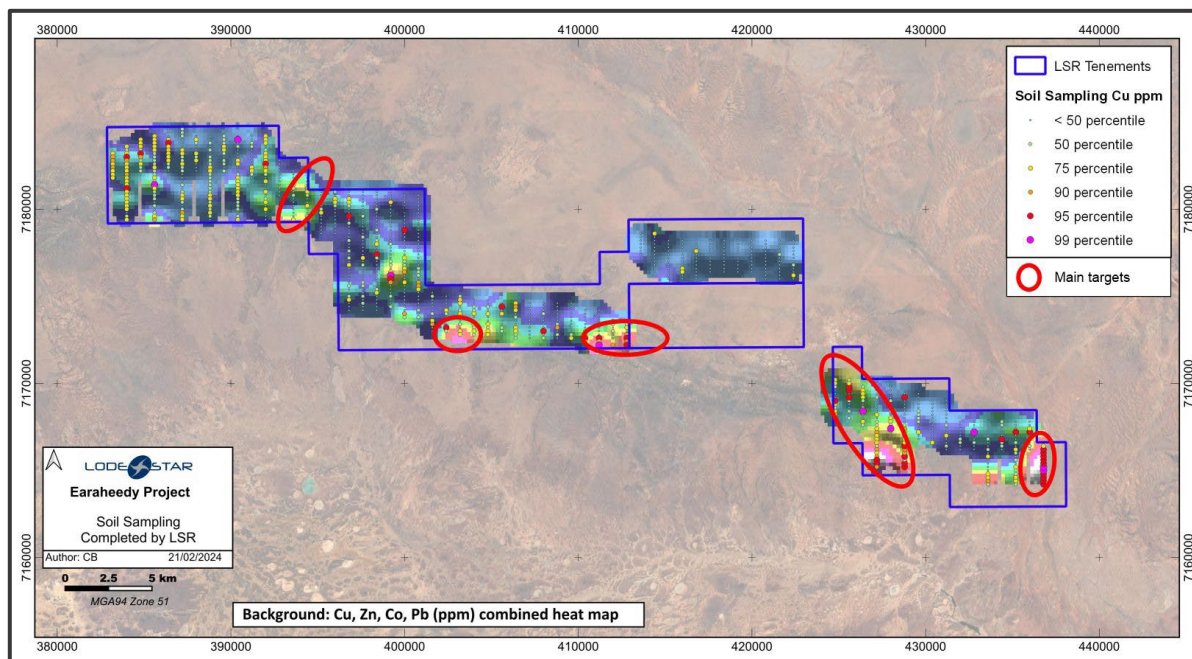 380000 390000 400000 410000 420000 430000 440000
LSR Tenements
Soil Sampling Cu ppm
< 50 percentile
50 percentile
75 percentile
90 percentile
95 percentile
99 percentile
Main targets
7180000 7180000
7170000 7170000
7160000 7160000
LODESTAR
Earaheedy Project
Soil Sampling
Completed by LSR
Author: CB 21/02/2024
0 2.5 5 km
MGA94 Zone 51
Background: Cu, Zn, Co, Pb (ppm) combined heat map
380000 390000 400000 410000 420000 430000 440000